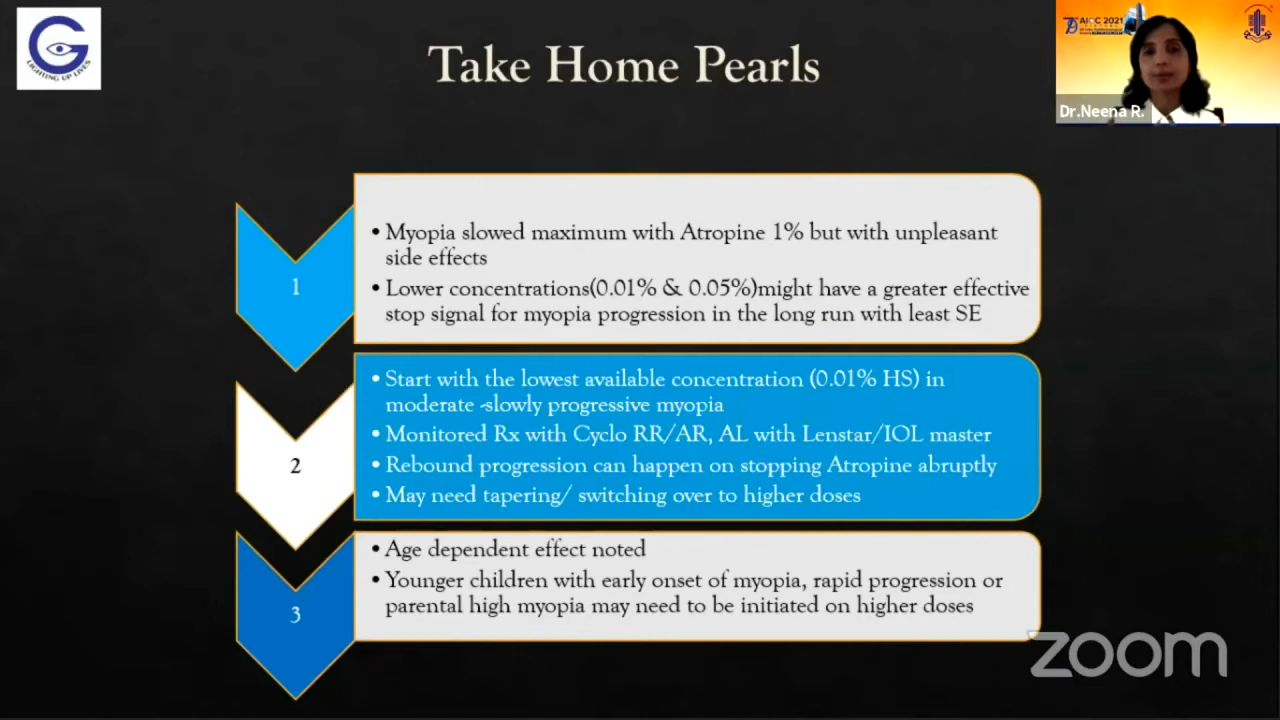 LIGHTING UP LIVES
Take Home Pearls
AIOC 2021
Dr.Neena R.
1
• Myopia slowed maximum with Atropine 1% but with unpleasant
side effects
• Lower concentrations(0.01% & 0.05%)might have a greater effective
stop signal for myopia progression in the long run with least SE
2
• Start with the lowest available concentration (0.01% HS) in
moderate -slowly progressive myopia
• Monitored Rx with Cyclo RR/AR, AL with Lenstar/IOL master
• Rebound progression can happen on stopping Atropine abruptly
• May need tapering/ switching over to higher doses
3
• Age dependent effect noted
• Younger children with early onset of myopia, rapid progression or
parental high myopia may need to be initiated on higher doses
zoom